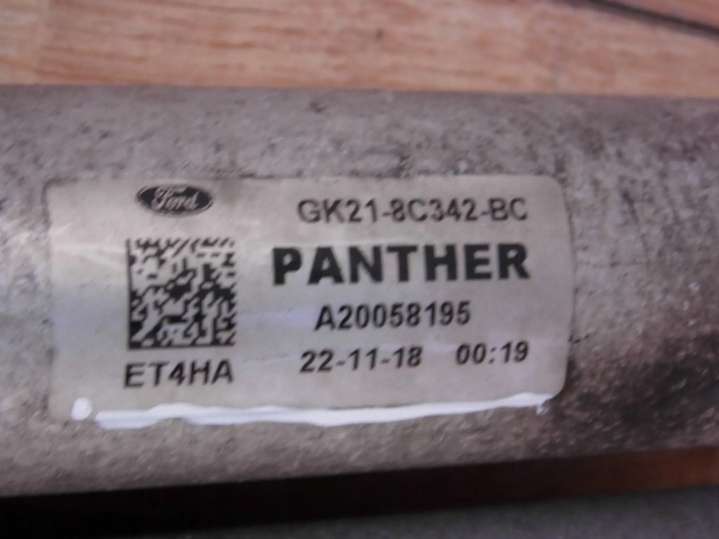 Ford
GK21-8C342-BC
PANTHER
A20058195
ET4HA
22-11-18 00:19